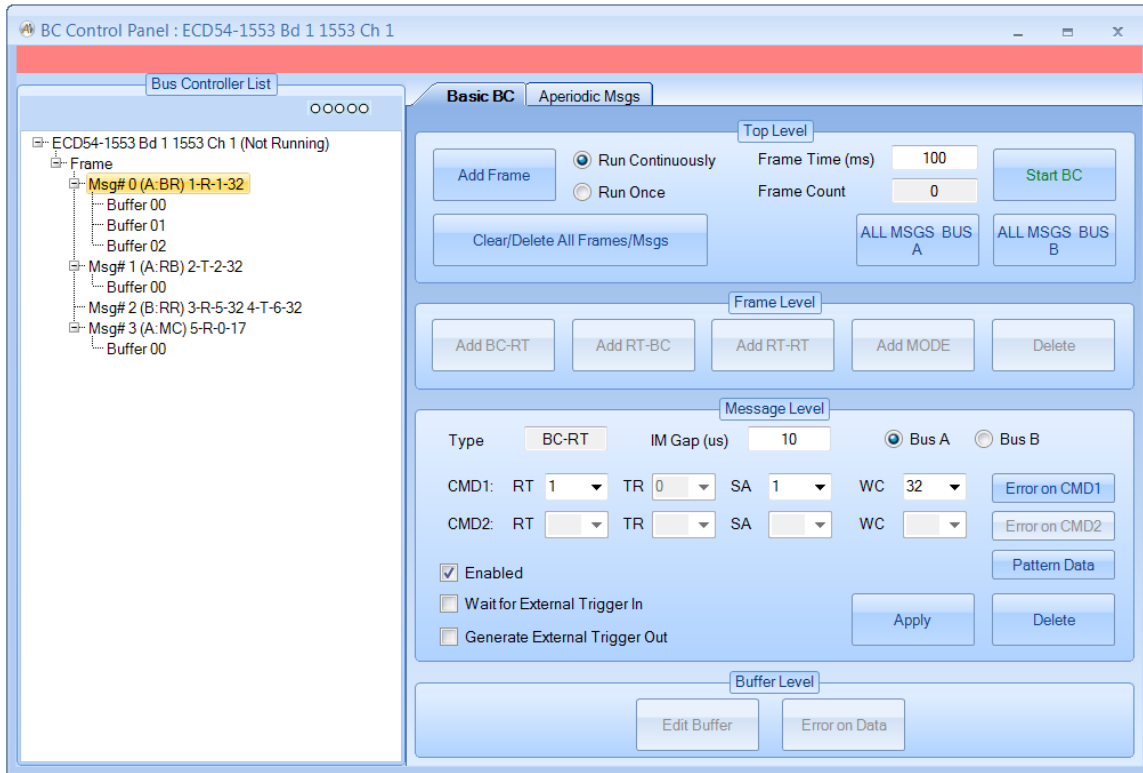 BC Control Panel : ECD54-1553 Bd 1 1553 Ch 1
Bus Controller List
ECD54-1553 Bd 1 1553 Ch 1 (Not Running)
Frame
Msg# 0 (A:BR) 1-R-1-32
Buffer 00
Buffer 01
Buffer 02
Msg# 1 (A:RB) 2-T-2-32
Buffer 00
Msg# 2 (B:RR) 3-R-5-32 4-T-6-32
Msg# 3 (A:MC) 5-R-0-17
Buffer 00
Basic BC Aperiodic Msgs
Top Level
Add Frame
Run Continuously
Run Once
Frame Time (ms) 100
Frame Count 0
Start BC
Clear/Delete All Frames/Msgs
ALL MSGS BUS
A
ALL MSGS BUS
B
Frame Level
Add BC-RT Add RT-BC Add RT-RT Add MODE Delete
Message Level
Type BC-RT IM Gap (us) 10 Bus A Bus B
CMD1: RT 1 TR 0 SA 1 WC 32 Error on CMD1
CMD2: RT TR SA WC Error on CMD2
Pattern Data
Enabled
Wait for External Trigger In
Generate External Trigger Out
Apply Delete
Buffer Level
Edit Buffer Error on Data